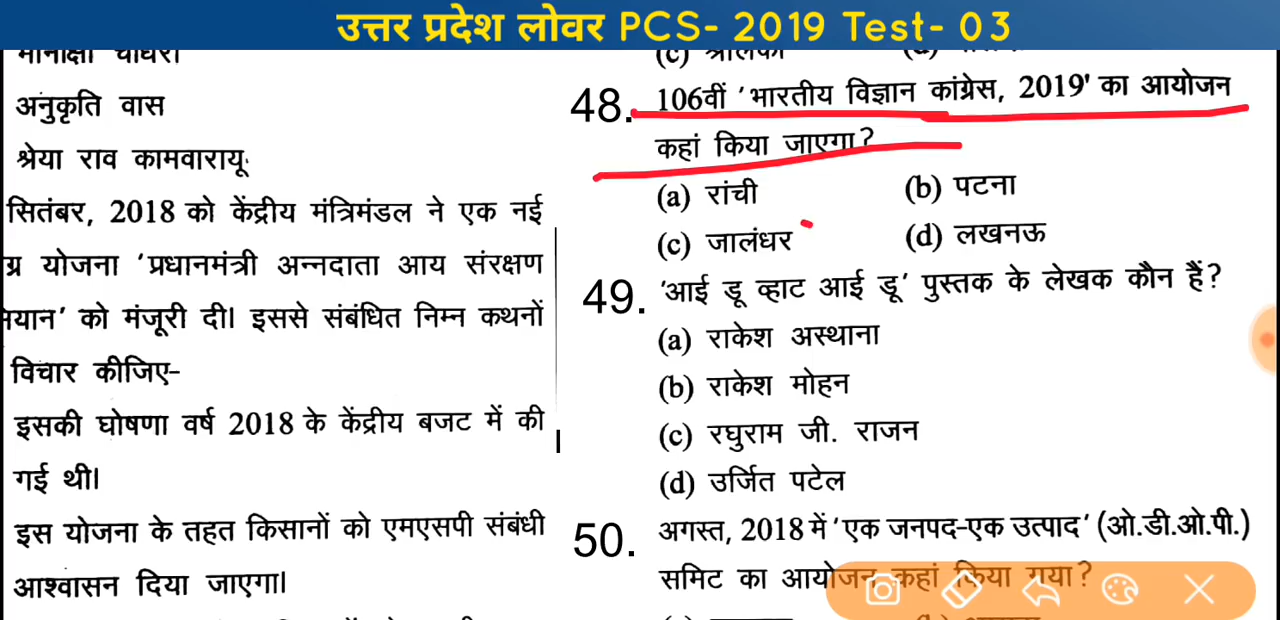 उत्तर प्रदेश लोवर PCS- 2019 Test- 03
अनुकृति वास
श्रेया राव कामवारायू
सितंबर, 2018 को केंद्रीय मंत्रिमंडल ने एक नई
ग्र योजना 'प्रधानमंत्री अन्नदाता आय संरक्षण
को मंजूरी दी। इससे संबंधित निम्न कथनों
विचार कीजिए-
इसकी घोषणा वर्ष 2018 के केंद्रीय बजट में की
गई थी।
इस योजना के तहत किसानों को एमएसपी संबंधी
आश्वासन दिया जाएगा।
48. 106वीं 'भारतीय विज्ञान कांग्रेस, 2019' का आयोजन
कहां किया जाएगा?
(a) रांची (b) पटना
(c) जालंधर (d) लखनऊ
49. 'आई डू व्हाट आई डू' पुस्तक के लेखक कौन हैं?
(a) राकेश अस्थाना
(b) राकेश मोहन
(c) रघुराम जी. राजन
(d) उर्जित पटेल
50. अगस्त, 2018 में 'एक जनपद-एक उत्पाद' (ओ.डी.ओ.पी.)
समिट का आयोजन कहां किया गया?